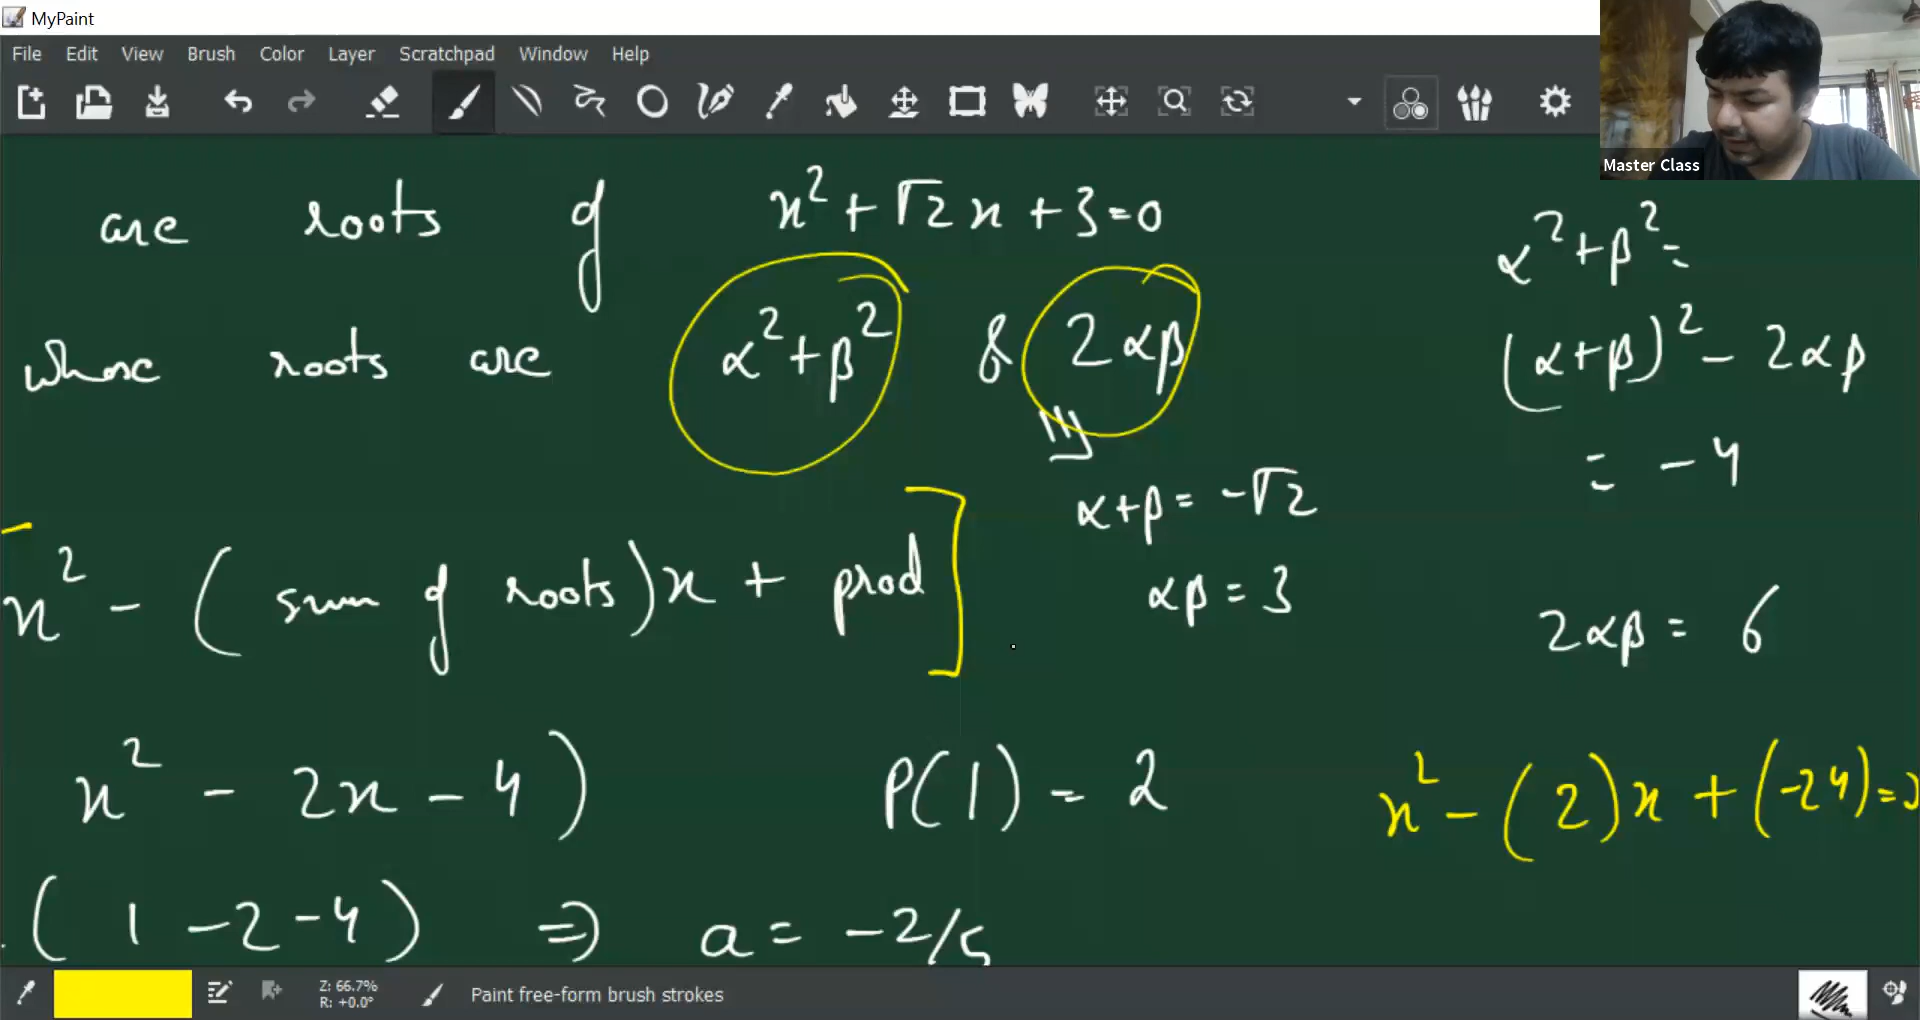 MyPaint
File Edit View Brush Color Layer Scratchpad Window Help
Master Class
are roots of x² + √2x + 3 = 0
whose roots are α² + β² & 2αβ
α + β = -√2
αβ = 3
α² + β² =
(α + β)² - 2αβ
= -4
2αβ = 6
x² - (sum of roots)x + prod]
x² - 2x - 4) P(1) = 2
x² - (2)x + (-24) =
(1 - 2 - 4) ⇒ a = -2/5
Z: 66.7%
R: +0.0°
Paint free-form brush strokes